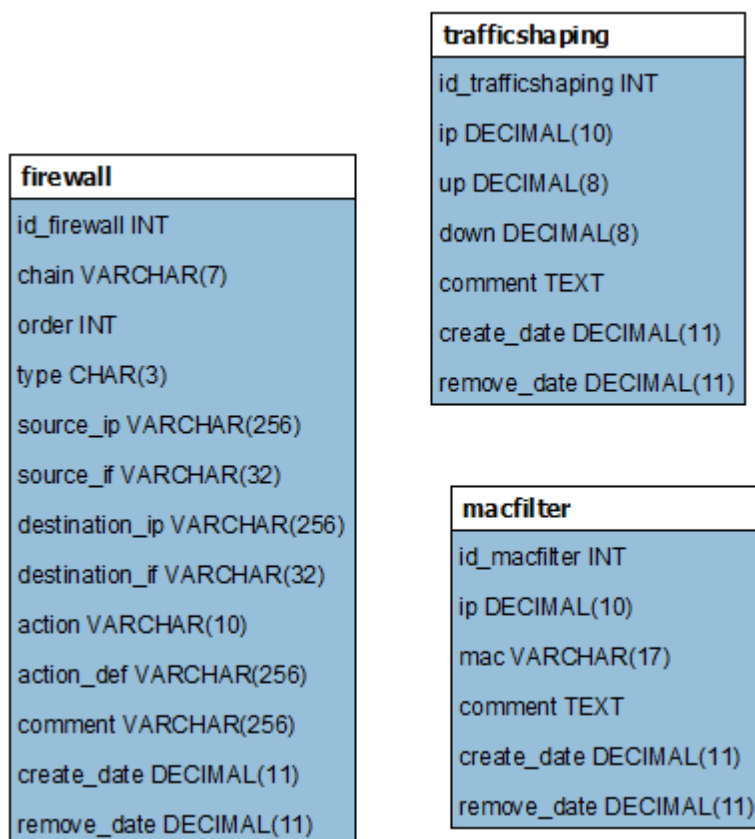 trafficshaping
id_trafficshaping INT
ip DECIMAL(10)
up DECIMAL(8)
down DECIMAL(8)
comment TEXT
create_date DECIMAL(11)
remove_date DECIMAL(11)
firewall
id_firewall INT
chain VARCHAR(7)
order INT
type CHAR(3)
source_ip VARCHAR(256)
source_if VARCHAR(32)
destination_ip VARCHAR(256)
destination_if VARCHAR(32)
action VARCHAR(10)
action_def VARCHAR(256)
comment VARCHAR(256)
create_date DECIMAL(11)
remove_date DECIMAL(11)
macfilter
id_macfilter INT
ip DECIMAL(10)
mac VARCHAR(17)
comment TEXT
create_date DECIMAL(11)
remove_date DECIMAL(11)